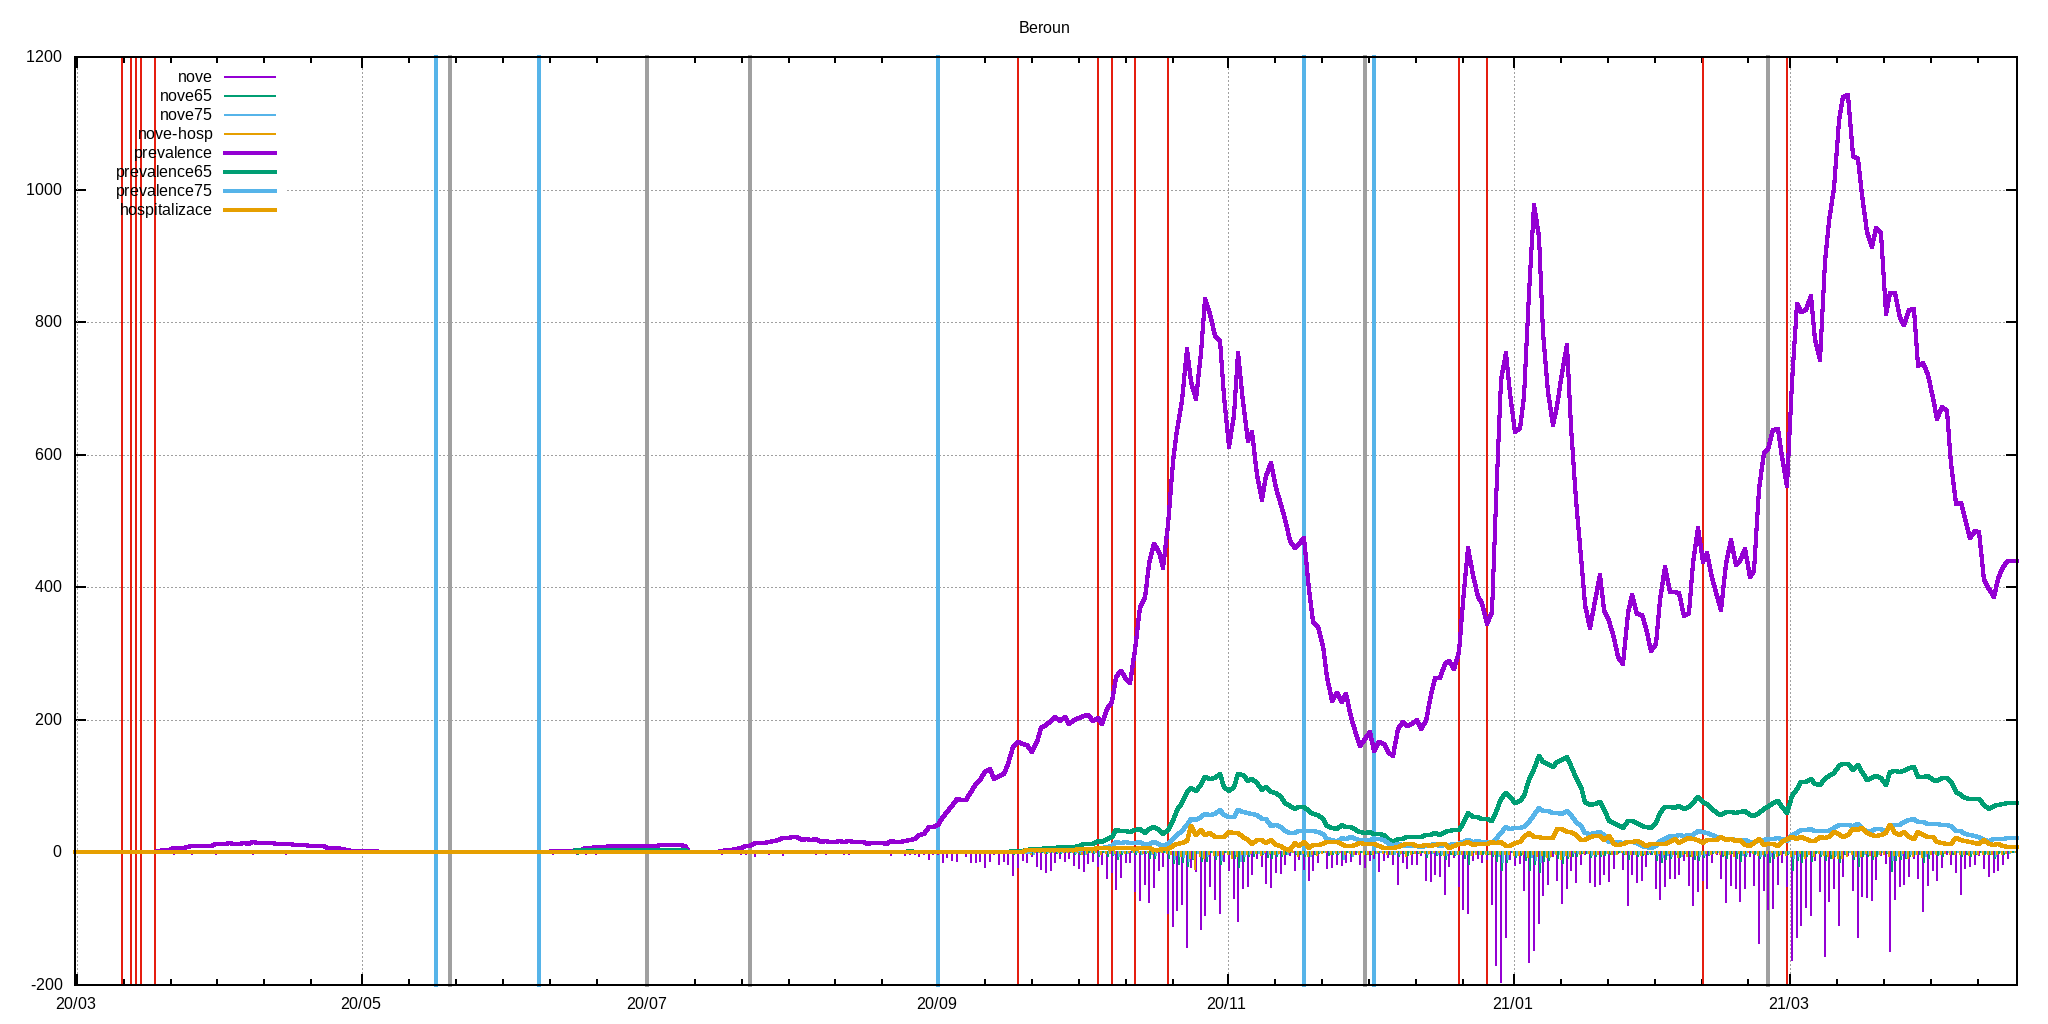 Beroun
1200
1000
800
600
400
200
0
-200
nove
nove65
nove75
nove-hosp
prevalence
prevalence65
prevalence75
hospitalizace
20/03 20/05 20/07 20/09 20/11 21/01 21/03